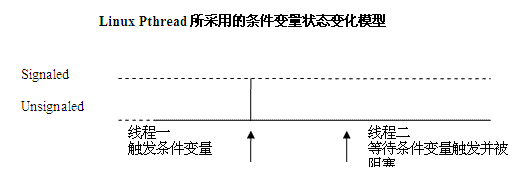 Linux Pthread 所采用的条件变量状态变化模型
Signaled
Unsignaled
线程一
触发条件变量
线程二
等待条件变量触发并被
阻塞